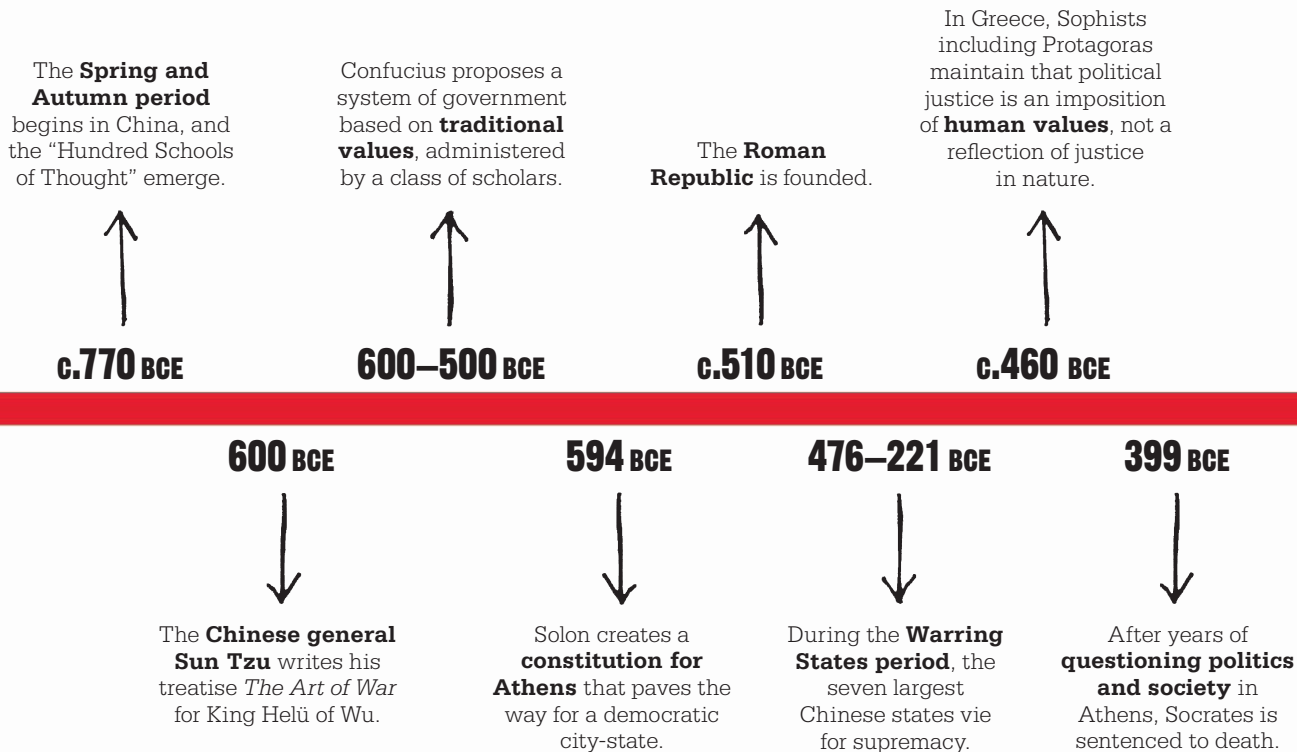 The Spring and
Autumn period
begins in China, and
the “Hundred Schools
of Thought” emerge.
c.770 BCE
Confucius proposes a
system of government
based on traditional
values, administered
by a class of scholars.
600–500 BCE
The Roman
Republic is founded.
c.510 BCE
In Greece, Sophists
including Protagoras
maintain that political
justice is an imposition
of human values, not a
reflection of justice
in nature.
c.460 BCE
600 BCE
The Chinese general
Sun Tzu writes his
treatise The Art of War
for King Helü of Wu.
594 BCE
Solon creates a
constitution for
Athens that paves the
way for a democratic
city-state.
476–221 BCE
During the Warring
States period, the
seven largest
Chinese states vie
for supremacy.
399 BCE
After years of
questioning politics
and society in
Athens, Socrates is
sentenced to death.